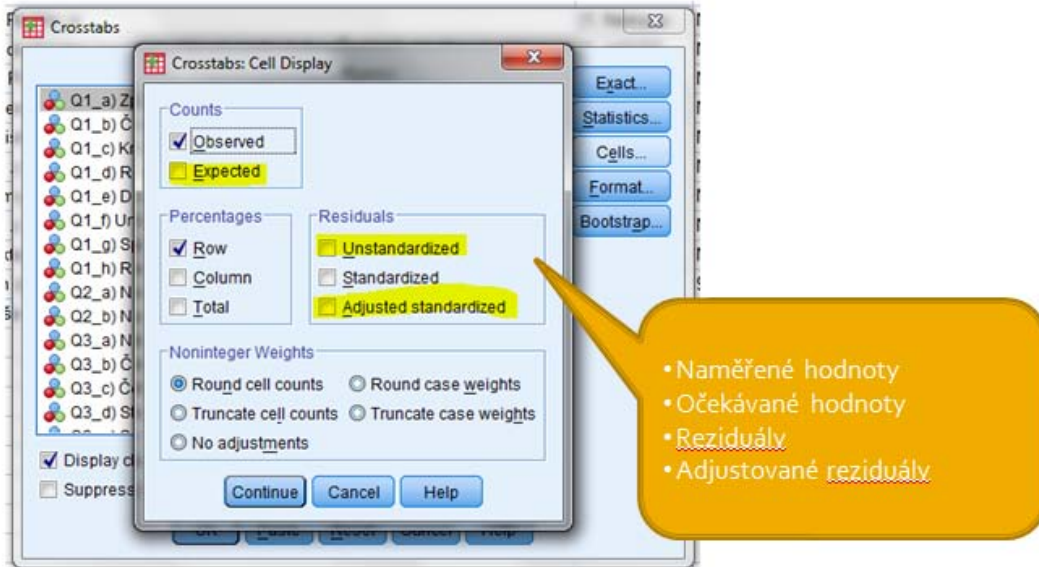 Crosstabs
Crosstabs: Cell Display
Counts
Observed
Expected
Percentages
Row
Column
Total
Residuals
Unstandardized
Standardized
Adjusted standardized
Noninteger Weights
Round cell counts
Round case weights
Truncate cell counts
Truncate case weights
No adjustments
Continue
Cancel
Help
Q1_a)
Q1_b)
Q1_c)
Q1_d)
Q1_e)
Q1_f)
Q1_g)
Q1_h)
Q2_a)
Q2_b)
Q3_a)
Q3_b)
Q3_c)
Q3_d)
Display
Suppress
Exact...
Statistics...
Cells...
Format...
Bootstrap...
• Naměřené hodnoty
• Očekávané hodnoty
• Reziduály
• Adjustované reziduály